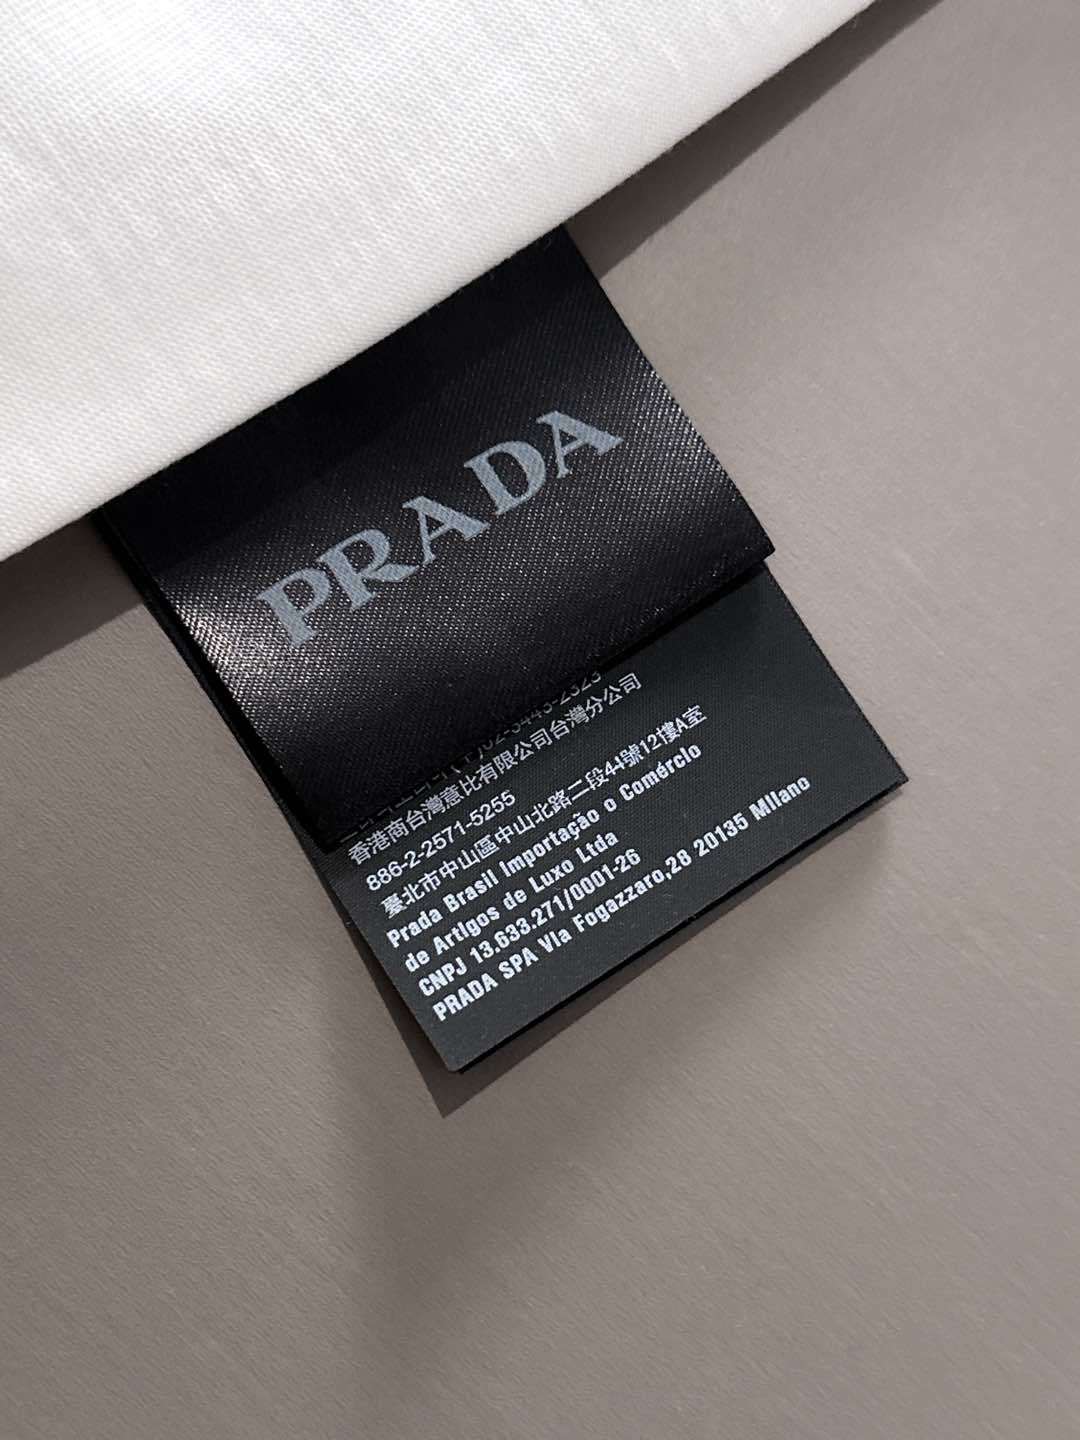 PRADA
02-3443-2323
香港商台灣意比有限公司台灣分公司
886-2-2571-5255
臺北市中山區中山北路二段44號12樓A室
Prada Brasil Importação o Comércio
de Artigos de Luxo Ltda
CNPJ 13.633.271/0001-26
PRADA SPA Via Fogazzaro,28 20135 Milano